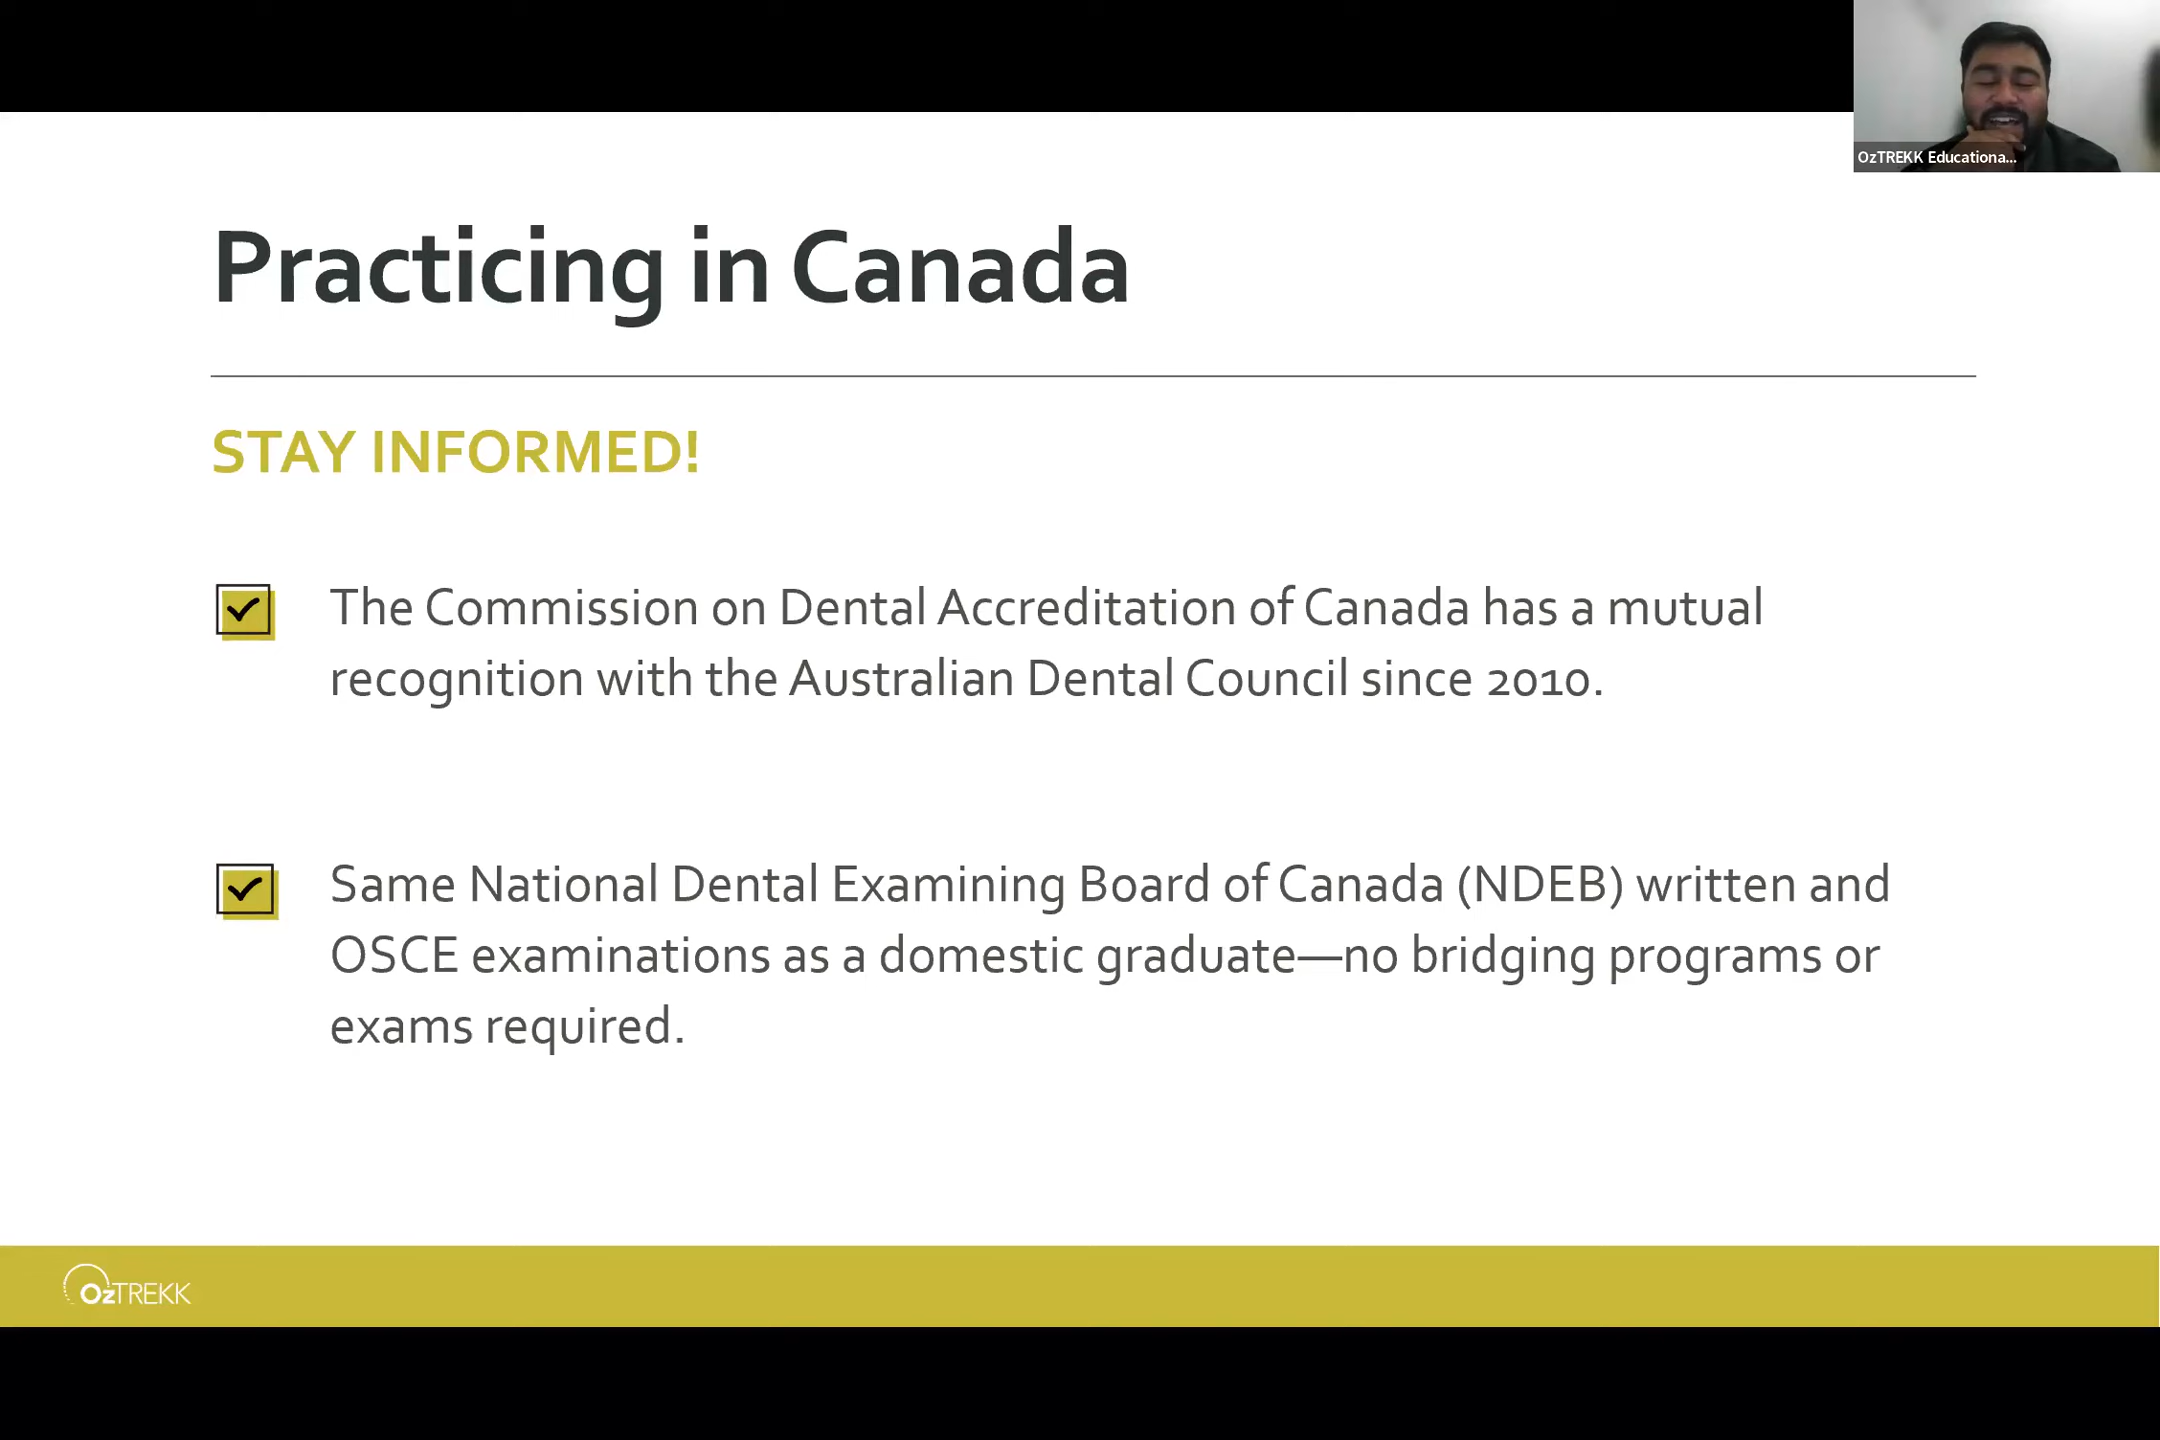 OzTREKK Educationa...
Practicing in Canada
STAY INFORMED!
The Commission on Dental Accreditation of Canada has a mutual
recognition with the Australian Dental Council since 2010.
Same National Dental Examining Board of Canada (NDEB) written and
OSCE examinations as a domestic graduate—no bridging programs or
exams required.
OzTREKK